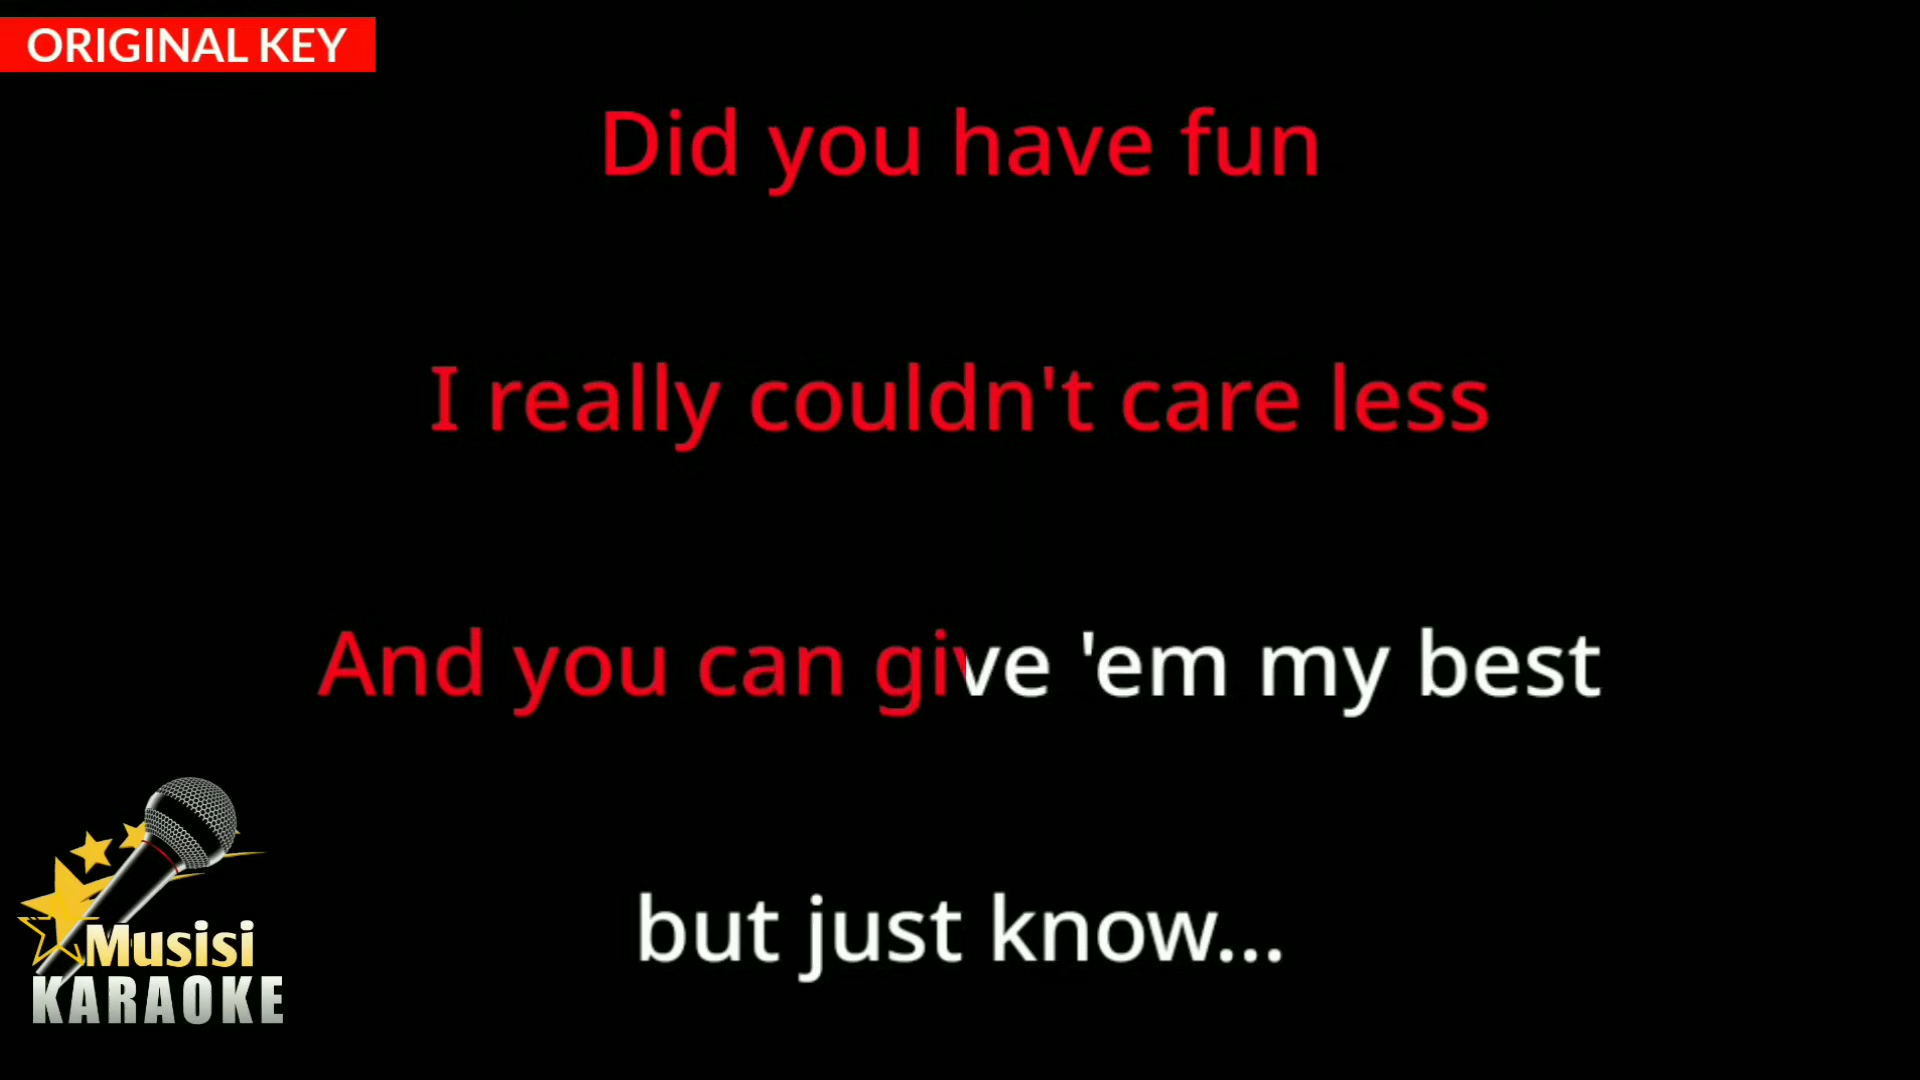 ORIGINAL KEY
Did you have fun
I really couldn't care less
And you can give 'em my best
but just know...
Musisi
KARAOKE